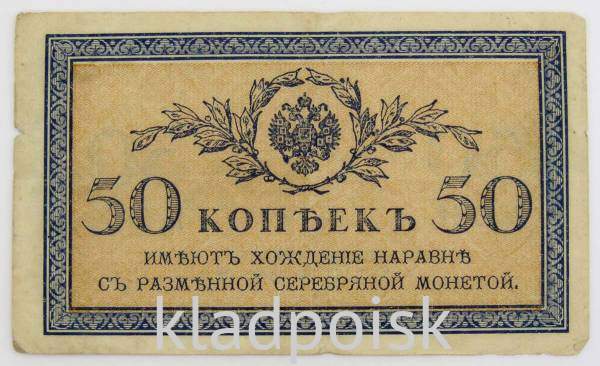 50 КОПѢЕКЪ 50
ИМѢЮТЪ ХОЖДЕНІЕ НАРАВНѢ
СЪ РАЗМѢННОЙ СЕРЕБРЯНОЙ МОНЕТОЙ.
kladpoisk